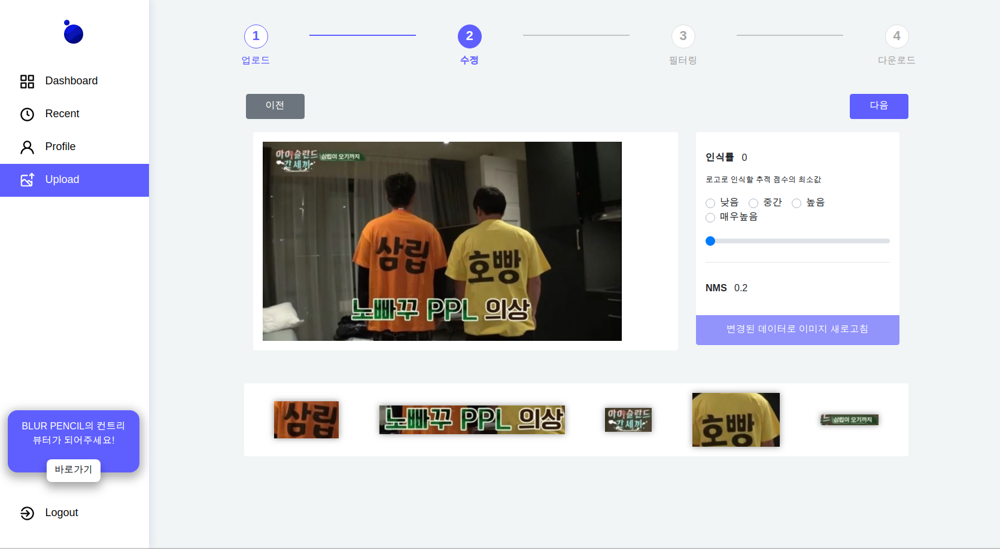 1
2
3
4
업로드
수정
필터링
다운로드
Dashboard
Recent
Profile
Upload
이전
다음
아이슬란드
간 세끼
삼립이 오기까지
삼립
호빵
노빠꾸 PPL 의상
인식률 0
로고로 인식할 추적 점수의 최소값
낮음 중간 높음
매우높음
NMS 0.2
변경된 데이터로 이미지 새로고침
삼립
노빠꾸 PPL 의상
아이슬란드
간 세끼
호빵
삼립이 오기까지
BLUR PENCIL의 컨트리
뷰터가 되어주세요!
바로가기
Logout